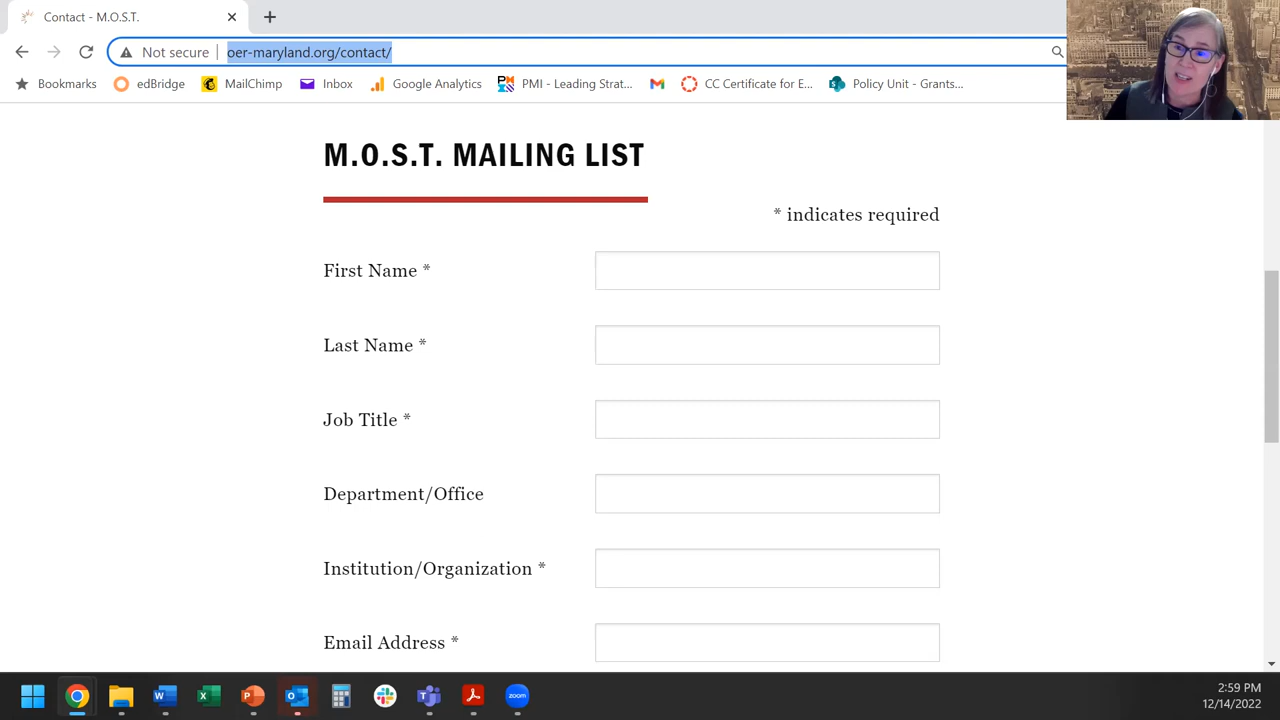 Contact - M.O.S.T.
Not secure
oer-maryland.org/contact/
Bookmarks edBridge MailChimp Inbox Google Analytics PMI - Leading Strat... CC Certificate for E... Policy Unit - Grants...
M.O.S.T. MAILING LIST
* indicates required
First Name *
Last Name *
Job Title *
Department/Office
Institution/Organization *
Email Address *
zoom
2:59 PM
12/14/2022